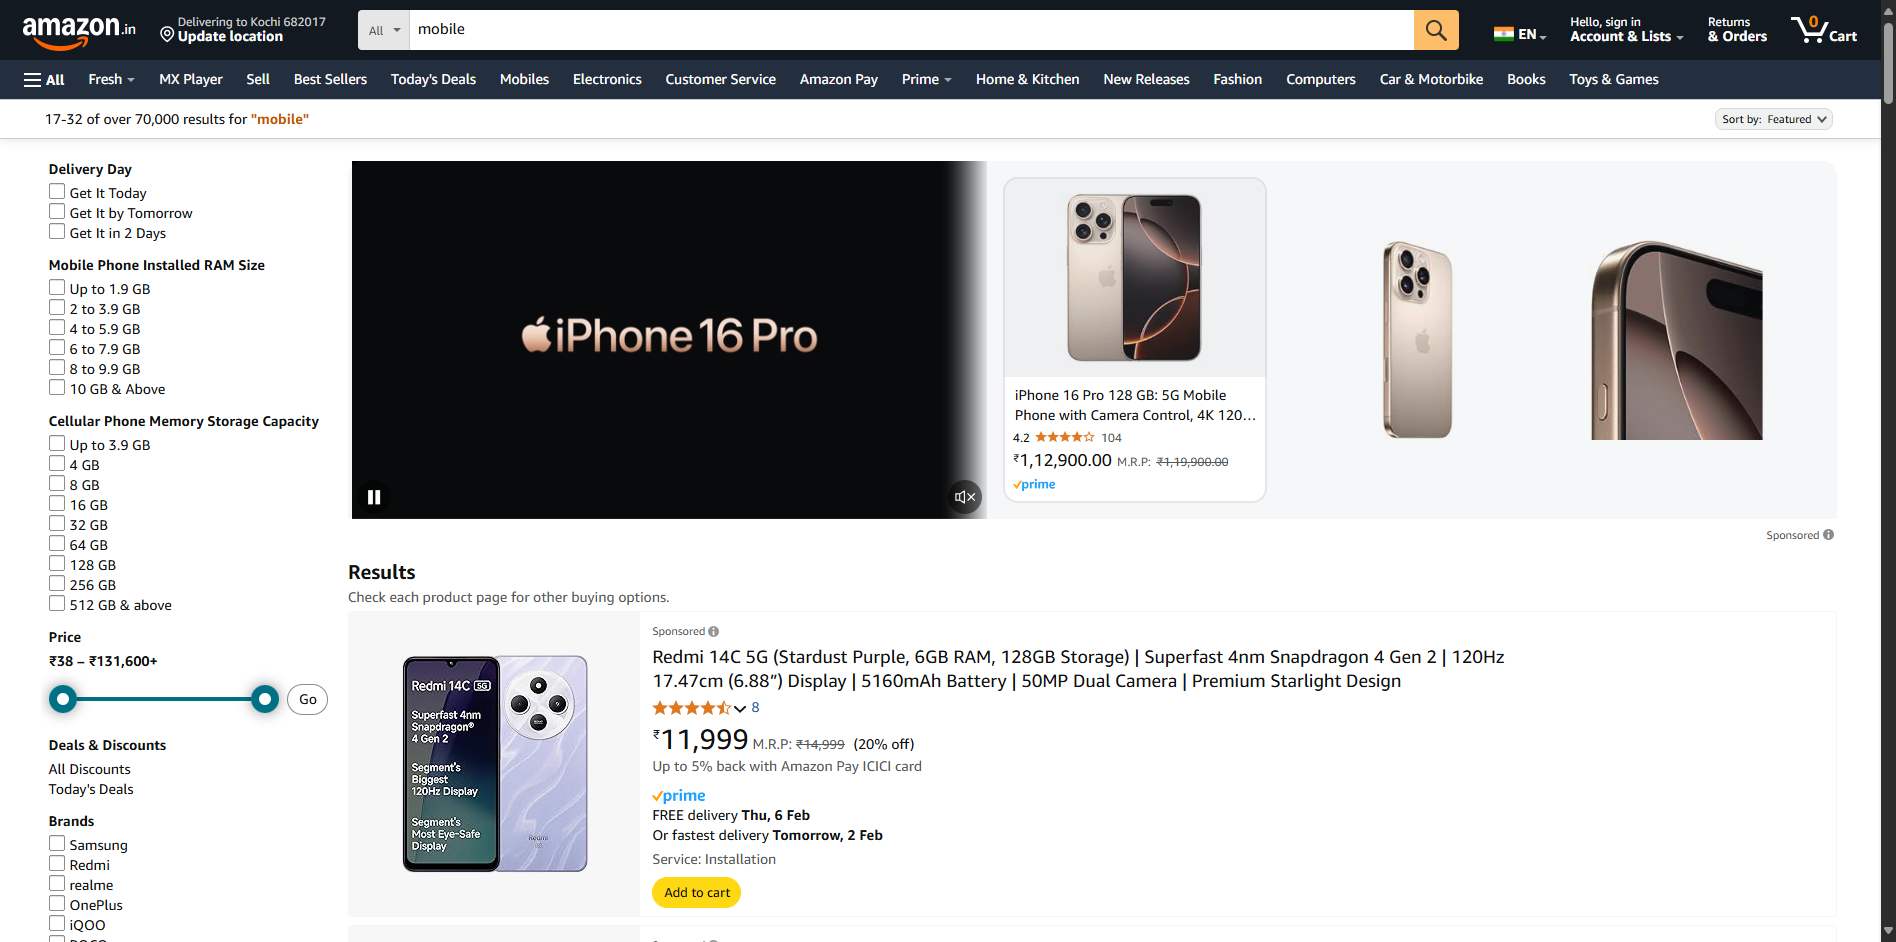 amazon.in
Delivering to Kochi 682017
Update location
All
mobile
EN
Hello, sign in
Account & Lists
Returns
& Orders
0
Cart
All
Fresh
MX Player
Sell
Best Sellers
Today's Deals
Mobiles
Electronics
Customer Service
Amazon Pay
Prime
Home & Kitchen
New Releases
Fashion
Computers
Car & Motorbike
Books
Toys & Games
17-32 of over 70,000 results for "mobile"
Sort by: Featured
Delivery Day
Get It Today
Get It by Tomorrow
Get It in 2 Days
Mobile Phone Installed RAM Size
Up to 1.9 GB
2 to 3.9 GB
4 to 5.9 GB
6 to 7.9 GB
8 to 9.9 GB
10 GB & Above
Cellular Phone Memory Storage Capacity
Up to 3.9 GB
4 GB
8 GB
16 GB
32 GB
64 GB
128 GB
256 GB
512 GB & above
Price
₹38 – ₹131,600+
Go
Deals & Discounts
All Discounts
Today's Deals
Brands
Samsung
Redmi
realme
OnePlus
iQOO
iPhone 16 Pro
iPhone 16 Pro 128 GB: 5G Mobile
Phone with Camera Control, 4K 120…
4.2 104
₹1,12,900.00 M.R.P: ₹1,19,900.00
prime
Sponsored
Results
Check each product page for other buying options.
Redmi 14C 5G
Superfast 4nm
Snapdragon®
4 Gen 2
Segment's
Biggest
120Hz Display
Segment's
Most Eye-Safe
Display
Redmi
Sponsored
Redmi 14C 5G (Stardust Purple, 6GB RAM, 128GB Storage) | Superfast 4nm Snapdragon 4 Gen 2 | 120Hz
17.47cm (6.88”) Display | 5160mAh Battery | 50MP Dual Camera | Premium Starlight Design
8
₹11,999 M.R.P: ₹14,999 (20% off)
Up to 5% back with Amazon Pay ICICI card
prime
FREE delivery Thu, 6 Feb
Or fastest delivery Tomorrow, 2 Feb
Service: Installation
Add to cart